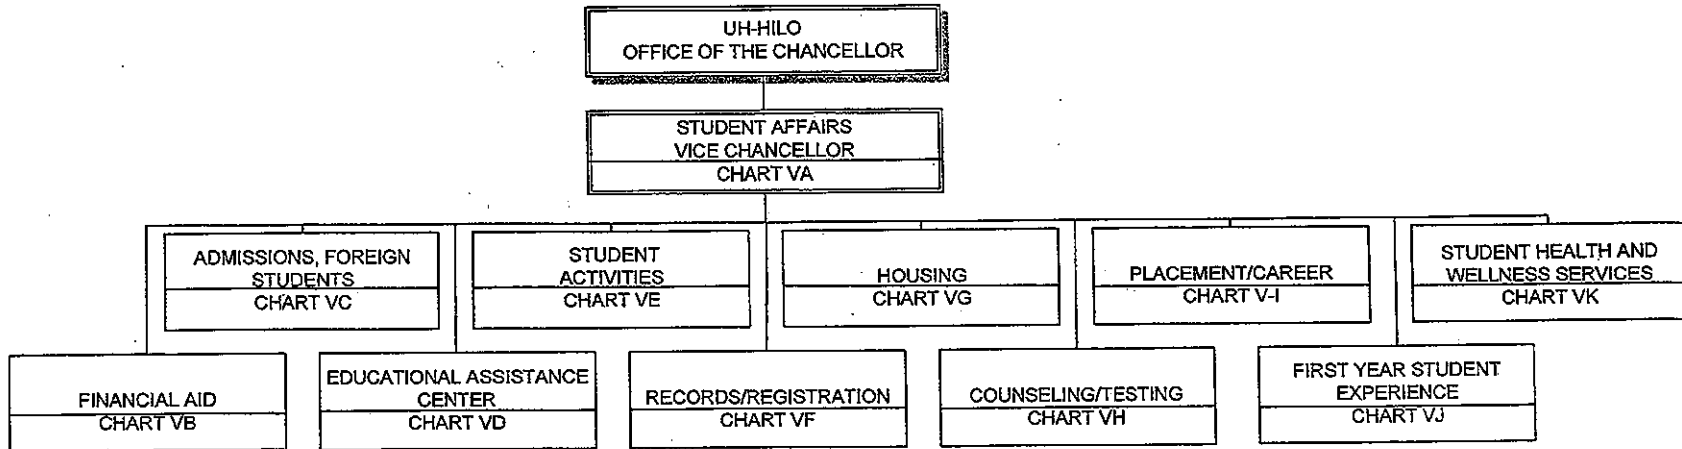 UH-HILO
OFFICE OF THE CHANCELLOR
STUDENT AFFAIRS
VICE CHANCELLOR
CHART VA
ADMISSIONS, FOREIGN
STUDENTS
CHART VC
STUDENT
ACTIVITIES
CHART VE
HOUSING
CHART VG
PLACEMENT/CAREER
CHART V-I
STUDENT HEALTH AND
WELLNESS SERVICES
CHART VK
FINANCIAL AID
CHART VB
EDUCATIONAL ASSISTANCE
CENTER
CHART VD
RECORDS/REGISTRATION
CHART VF
COUNSELING/TESTING
CHART VH
FIRST YEAR STUDENT
EXPERIENCE
CHART VJ